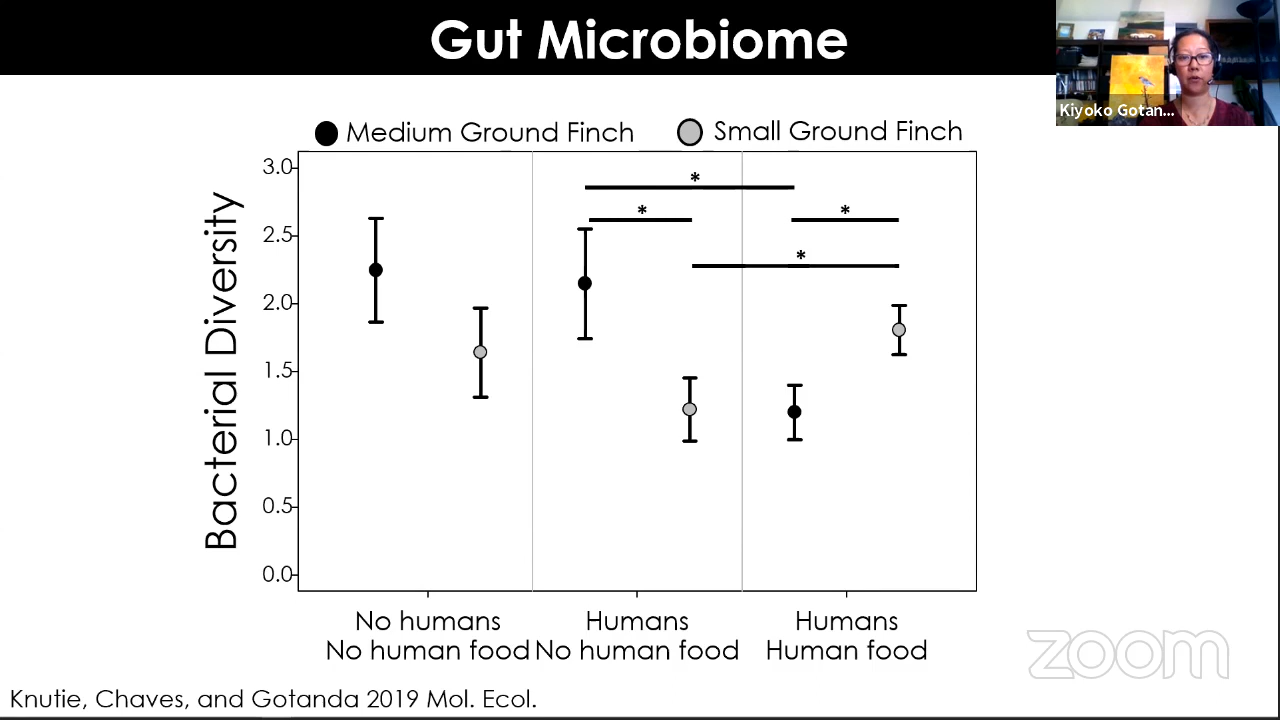 Gut Microbiome
Kiyoko Gotan...
Medium Ground Finch
Small Ground Finch
Bacterial Diversity
3.0
2.5
2.0
1.5
1.0
0.5
0.0
*
*
*
*
No humans
No human food
Humans
No human food
Humans
Human food
zoom
Knutie, Chaves, and Gotanda 2019 Mol. Ecol.